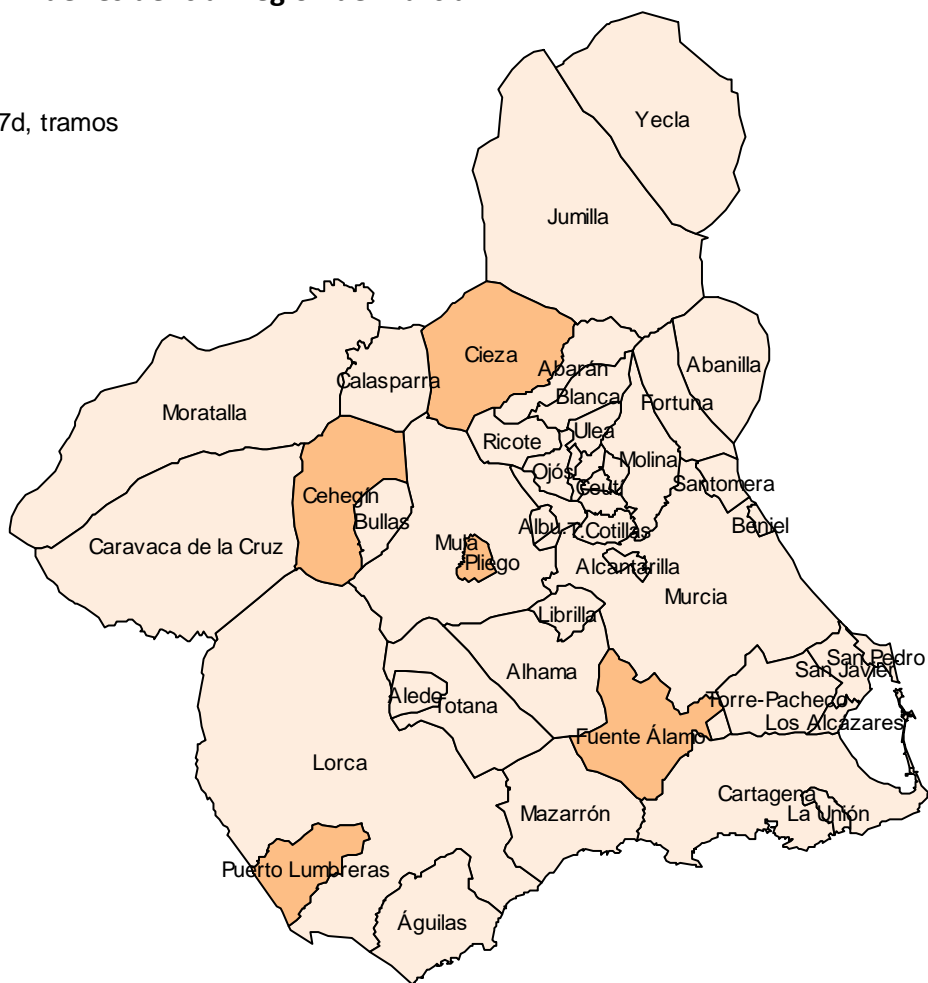 7d, tramos
Yecla
Jumilla
Cieza
Abarán
Abanilla
Calasparra
Blanca
Fortuna
Moratalla
Ulea
Ricote
Molina
Ojós
Santomera
Ceutí
Cehegín
Bullas
Albu.
T.Cotillas
Beniel
Caravaca de la Cruz
Mula
Pliego
Alcantarilla
Murcia
Librilla
San Pedro
San Javier
Alhama
Aledo
Totana
Torre-Pacheco
Los Alcázares
Fuente Álamo
Lorca
Cartagena
Mazarrón
La Unión
Puerto Lumbreras
Águilas